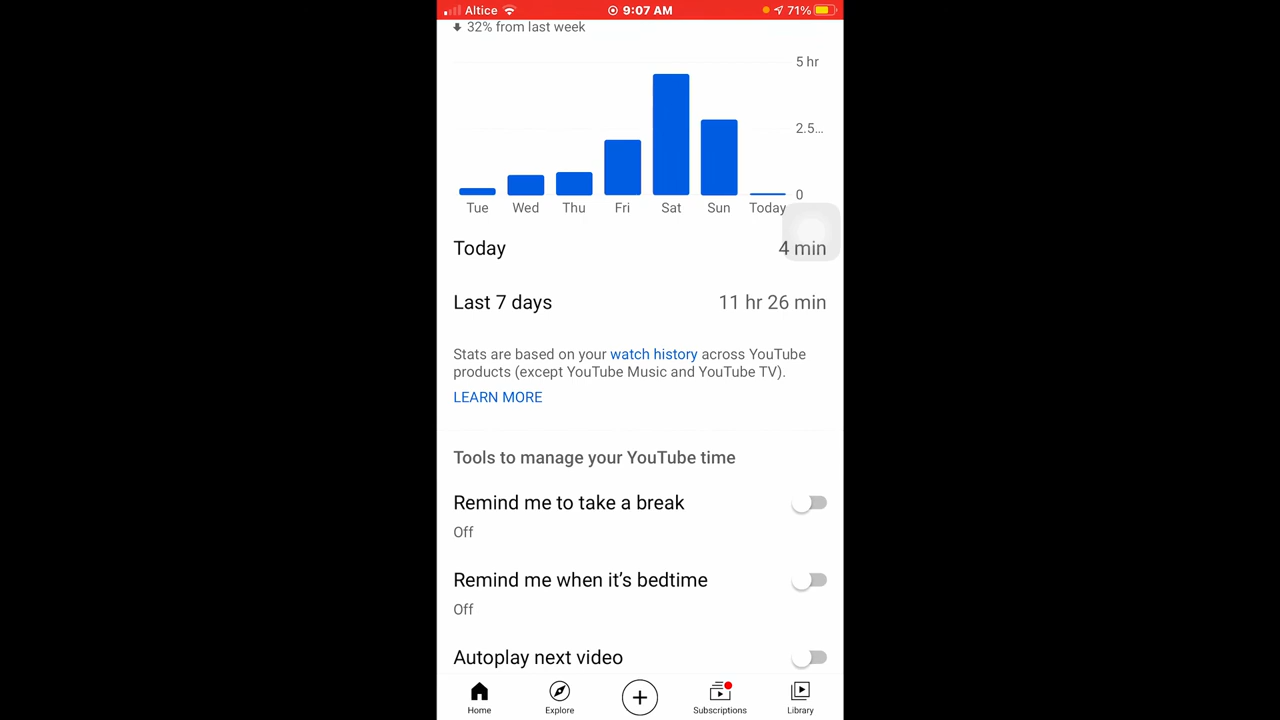 Altice 9:07 AM 71%
32% from last week
5 hr
2.5...
0
Tue Wed Thu Fri Sat Sun Today
Today 4 min
Last 7 days 11 hr 26 min
Stats are based on your watch history across YouTube
products (except YouTube Music and YouTube TV).
LEARN MORE
Tools to manage your YouTube time
Remind me to take a break
Off
Remind me when it’s bedtime
Off
Autoplay next video
Home Explore Subscriptions Library